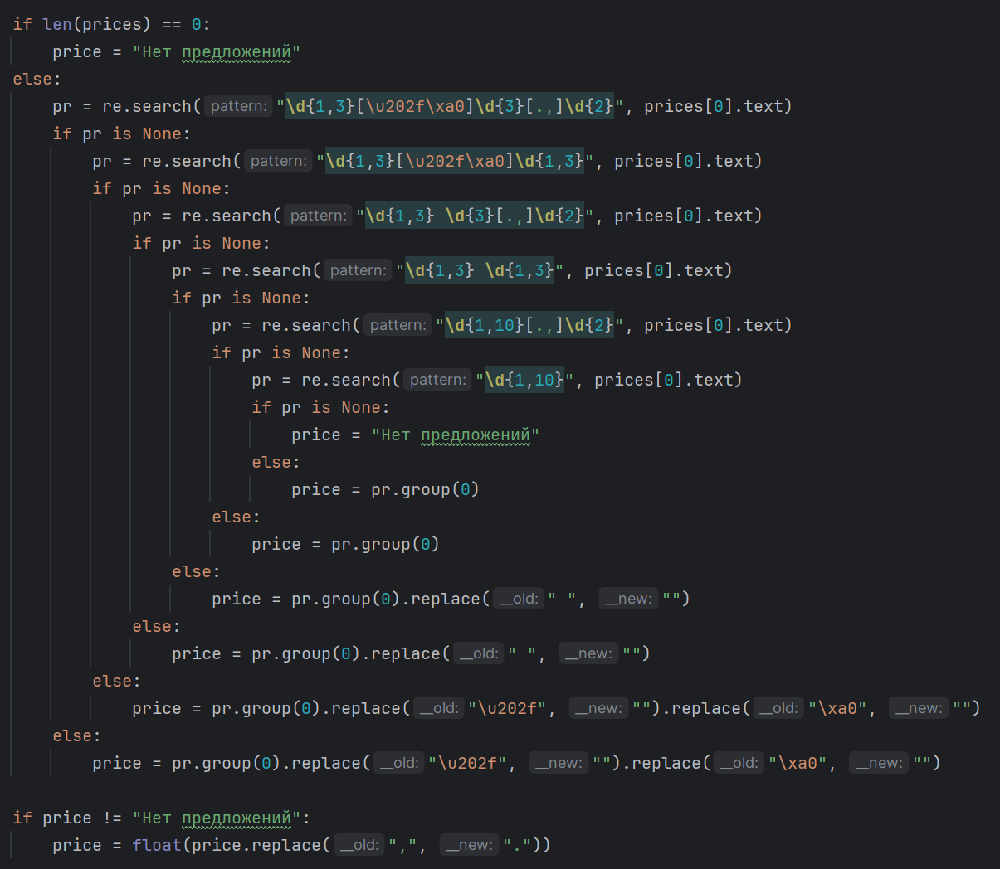 if len(prices) == 0:
    price = "Нет предложений"
else:
    pr = re.search( pattern: "\d{1,3}[\u202f\xa0]\d{3}[.,]\d{2}", prices[0].text)
    if pr is None:
        pr = re.search( pattern: "\d{1,3}[\u202f\xa0]\d{1,3}", prices[0].text)
        if pr is None:
            pr = re.search( pattern: "\d{1,3} \d{3}[.,]\d{2}", prices[0].text)
            if pr is None:
                pr = re.search( pattern: "\d{1,3} \d{1,3}", prices[0].text)
                if pr is None:
                    pr = re.search( pattern: "\d{1,10}[.,]\d{2}", prices[0].text)
                    if pr is None:
                        pr = re.search( pattern: "\d{1,10}", prices[0].text)
                        if pr is None:
                            price = "Нет предложений"
                        else:
                            price = pr.group(0)
                    else:
                        price = pr.group(0)
                else:
                    price = pr.group(0).replace( __old: " ", __new: "")
            else:
                price = pr.group(0).replace( __old: " ", __new: "")
        else:
            price = pr.group(0).replace( __old: "\u202f", __new: "").replace( __old: "\xa0", __new: "")
    else:
        price = pr.group(0).replace( __old: "\u202f", __new: "").replace( __old: "\xa0", __new: "")

if price != "Нет предложений":
    price = float(price.replace( __old: ",", __new: "."))